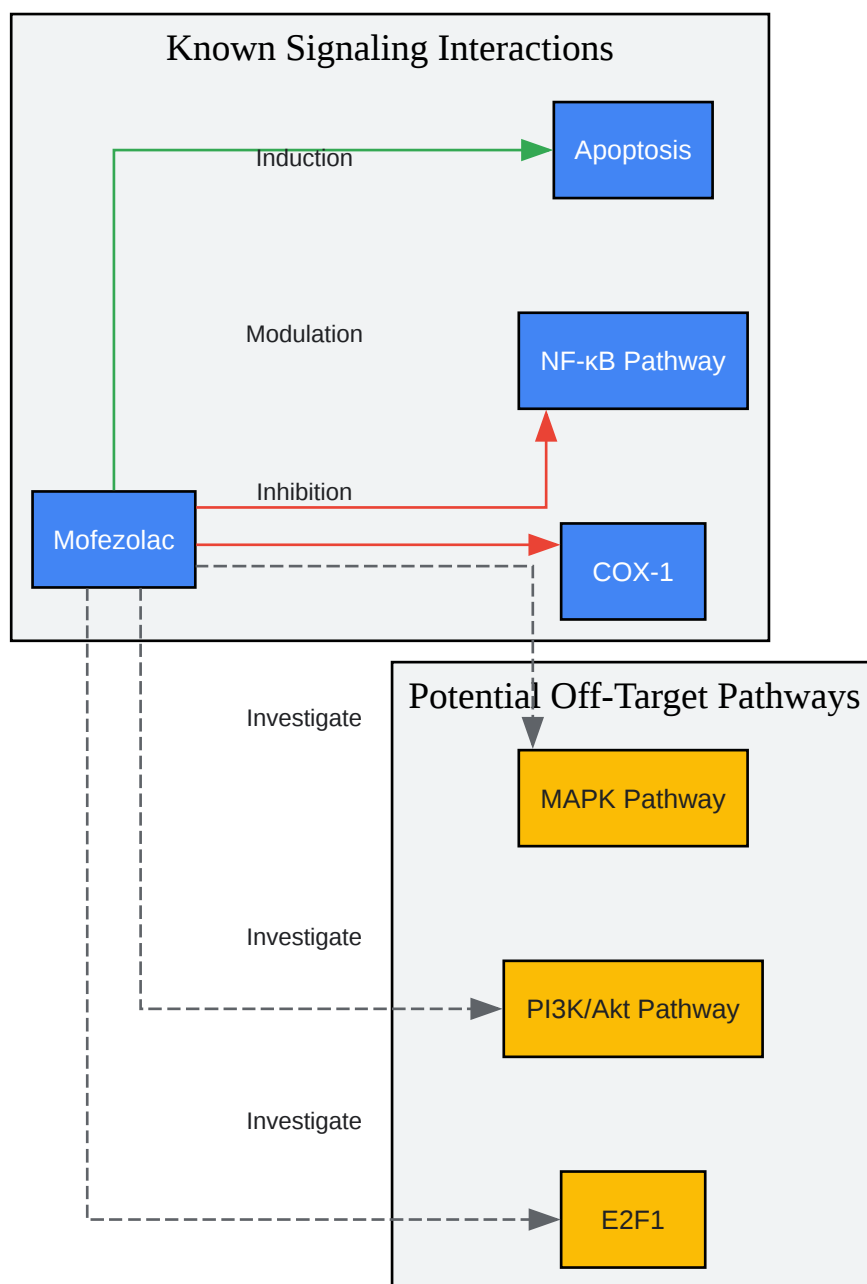 Known Signaling Interactions
Apoptosis
Induction
Modulation
NF-κB Pathway
Inhibition
Mofezolac
COX-1
Potential Off-Target Pathways
Investigate
MAPK Pathway
Investigate
PI3K/Akt Pathway
Investigate
E2F1